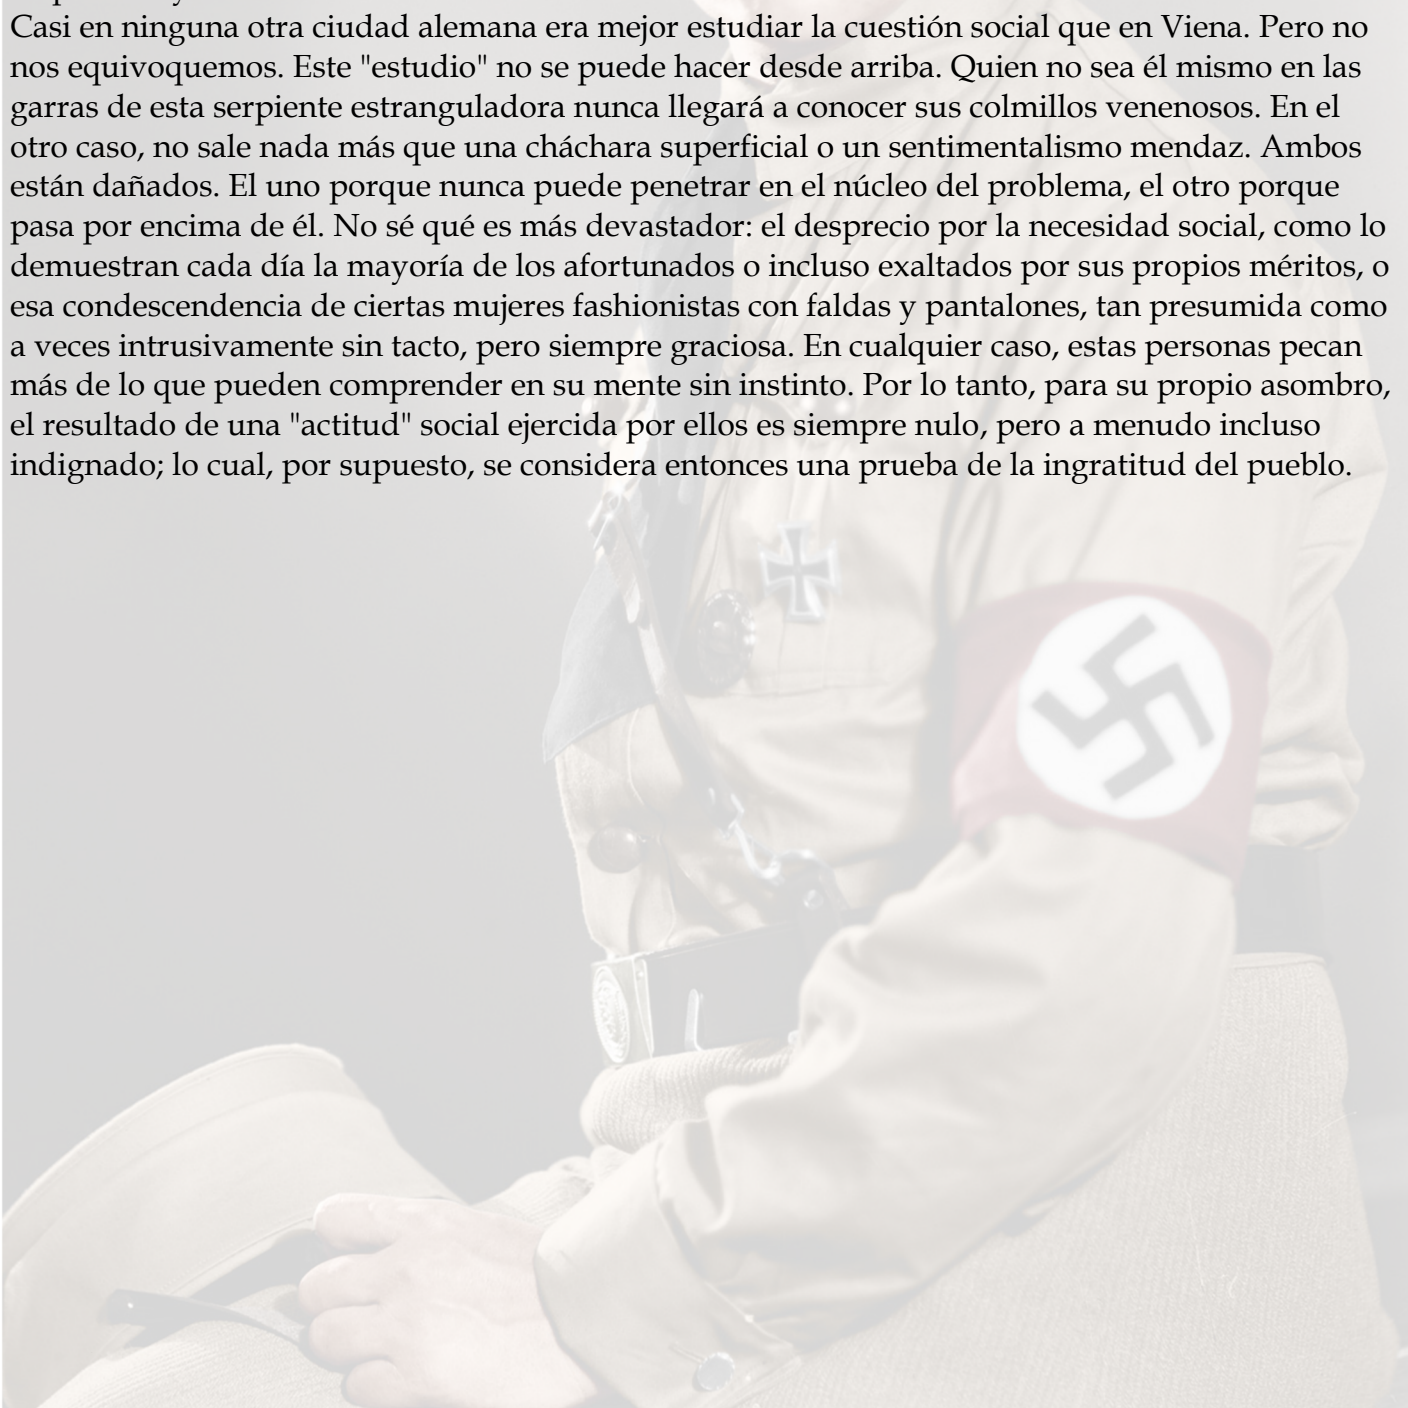 Casi en ninguna otra ciudad alemana era mejor estudiar la cuestión social que en Viena. Pero no
nos equivoquemos. Este "estudio" no se puede hacer desde arriba. Quien no sea él mismo en las
garras de esta serpiente estranguladora nunca llegará a conocer sus colmillos venenosos. En el
otro caso, no sale nada más que una cháchara superficial o un sentimentalismo mendaz. Ambos
están dañados. El uno porque nunca puede penetrar en el núcleo del problema, el otro porque
pasa por encima de él. No sé qué es más devastador: el desprecio por la necesidad social, como lo
demuestran cada día la mayoría de los afortunados o incluso exaltados por sus propios méritos, o
esa condescendencia de ciertas mujeres fashionistas con faldas y pantalones, tan presumida como
a veces intrusivamente sin tacto, pero siempre graciosa. En cualquier caso, estas personas pecan
más de lo que pueden comprender en su mente sin instinto. Por lo tanto, para su propio asombro,
el resultado de una "actitud" social ejercida por ellos es siempre nulo, pero a menudo incluso
indignado; lo cual, por supuesto, se considera entonces una prueba de la ingratitud del pueblo.